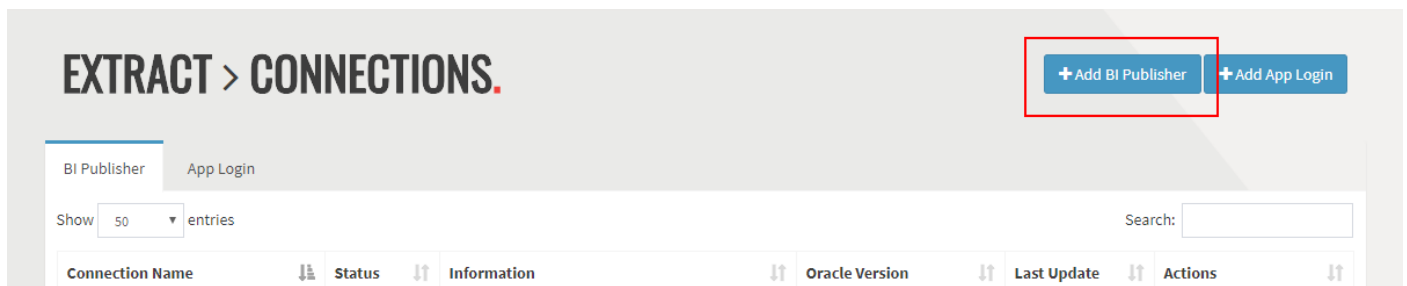 EXTRACT > CONNECTIONS.
+Add BI Publisher
+Add App Login
BI Publisher App Login
Show 50 entries
Search:
Connection Name Status Information Oracle Version Last Update Actions